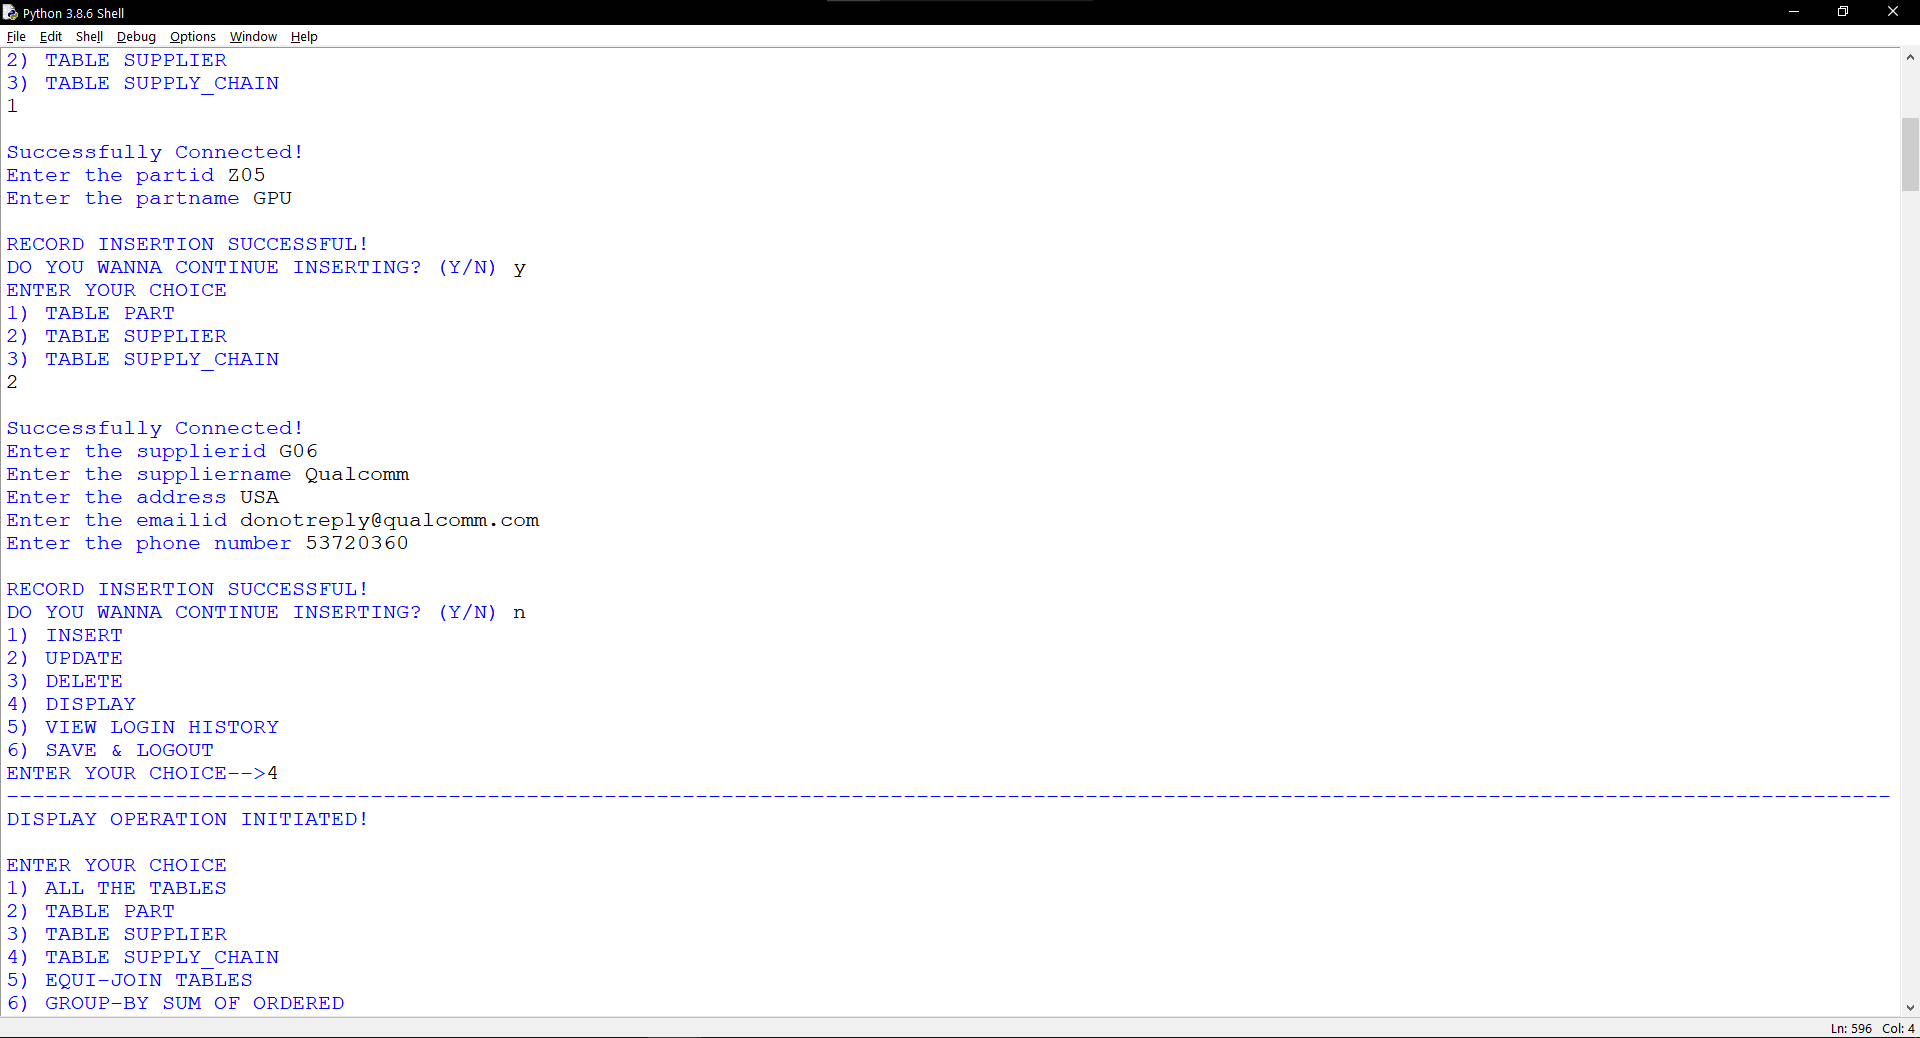 Python 3.8.6 Shell
File Edit Shell Debug Options Window Help
2) TABLE SUPPLIER
3) TABLE SUPPLY_CHAIN
1
Successfully Connected!
Enter the partid Z05
Enter the partname GPU
RECORD INSERTION SUCCESSFUL!
DO YOU WANNA CONTINUE INSERTING? (Y/N) y
ENTER YOUR CHOICE
1) TABLE PART
2) TABLE SUPPLIER
3) TABLE SUPPLY_CHAIN
2
Successfully Connected!
Enter the supplierid G06
Enter the suppliername Qualcomm
Enter the address USA
Enter the emailid donotreply@qualcomm.com
Enter the phone number 53720360
RECORD INSERTION SUCCESSFUL!
DO YOU WANNA CONTINUE INSERTING? (Y/N) n
1) INSERT
2) UPDATE
3) DELETE
4) DISPLAY
5) VIEW LOGIN HISTORY
6) SAVE & LOGOUT
ENTER YOUR CHOICE-->4
-------------------------------------------------------------------------------------------------------------------------------------------------
DISPLAY OPERATION INITIATED!
ENTER YOUR CHOICE
1) ALL THE TABLES
2) TABLE PART
3) TABLE SUPPLIER
4) TABLE SUPPLY_CHAIN
5) EQUI-JOIN TABLES
6) GROUP-BY SUM OF ORDERED
Ln: 596 Col: 4